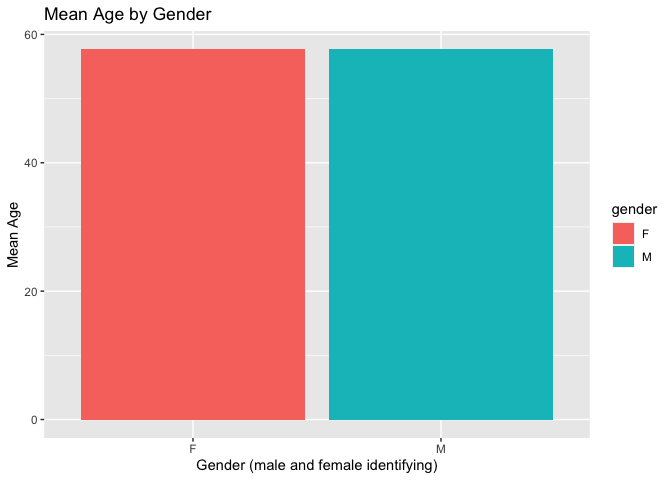 Mean Age by Gender
60
40
20
0
Mean Age
F
M
Gender (male and female identifying)
gender
F
M